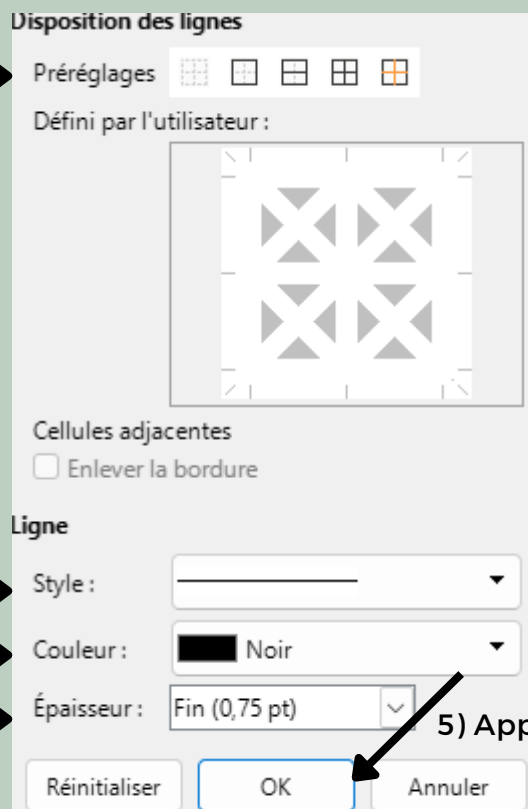 Disposition des lignes
Préréglages
Défini par l'utilisateur :
Cellules adjacentes
Enlever la bordure
Ligne
Style :
Couleur : Noir
Épaisseur : Fin (0,75 pt)
5) App
Réinitialiser OK Annuler